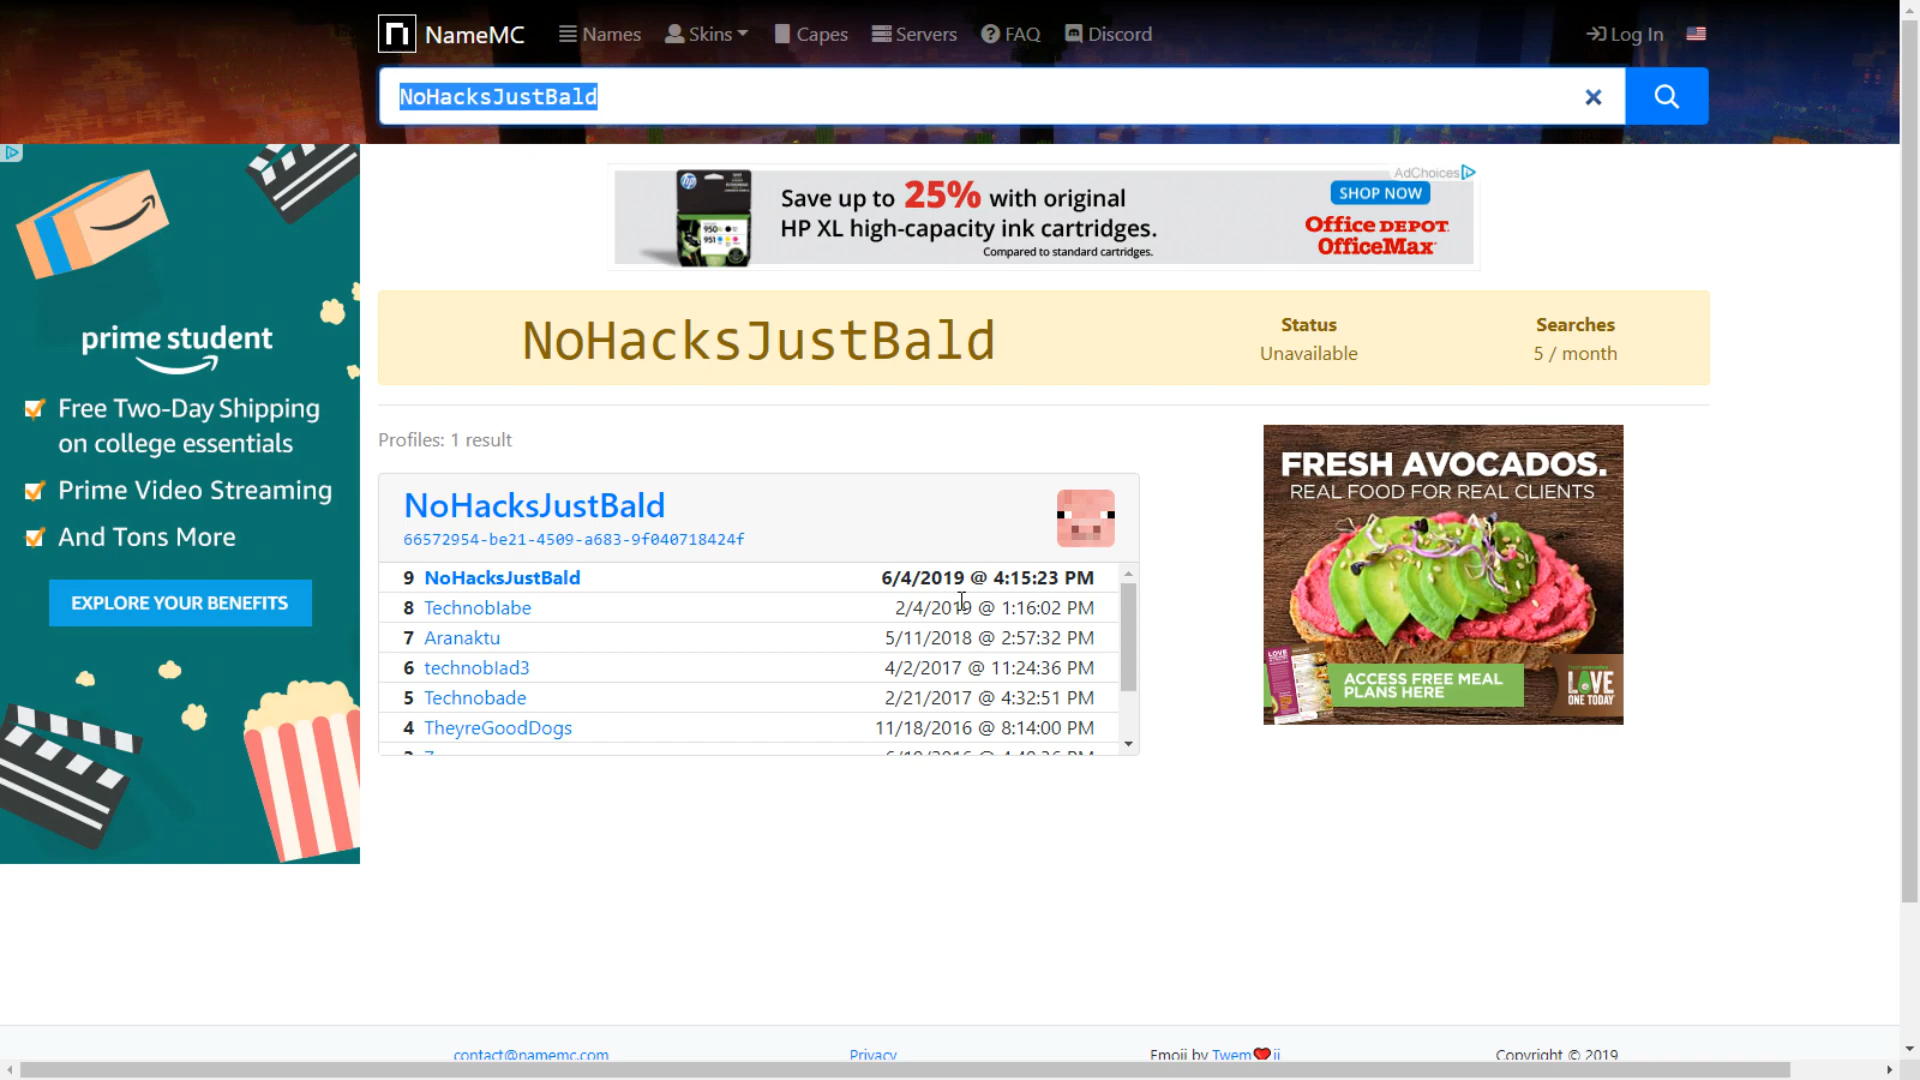 NameMC
Names
Skins
Capes
Servers
FAQ
Discord
Log In
NoHacksJustBald
AdChoices
Save up to 25% with original
HP XL high-capacity ink cartridges.
Compared to standard cartridges.
SHOP NOW
Office DEPOT
OfficeMax
hp
950XL
951XL
prime student
Free Two-Day Shipping
on college essentials
Prime Video Streaming
And Tons More
EXPLORE YOUR BENEFITS
NoHacksJustBald
Status
Unavailable
Searches
5 / month
Profiles: 1 result
NoHacksJustBald
66572954-be21-4509-a683-9f040718424f
9 NoHacksJustBald 6/4/2019 @ 4:15:23 PM
8 Technoblabe 2/4/2019 @ 1:16:02 PM
7 Aranaktu 5/11/2018 @ 2:57:32 PM
6 technoblad3 4/2/2017 @ 11:24:36 PM
5 Technobade 2/21/2017 @ 4:32:51 PM
4 TheyreGoodDogs 11/18/2016 @ 8:14:00 PM
FRESH AVOCADOS.
REAL FOOD FOR REAL CLIENTS
ACCESS FREE MEAL
PLANS HERE
LOVE
ONE TODAY
contact@namemc.com
Privacy
Emoji by Twemoji
Copyright © 2019